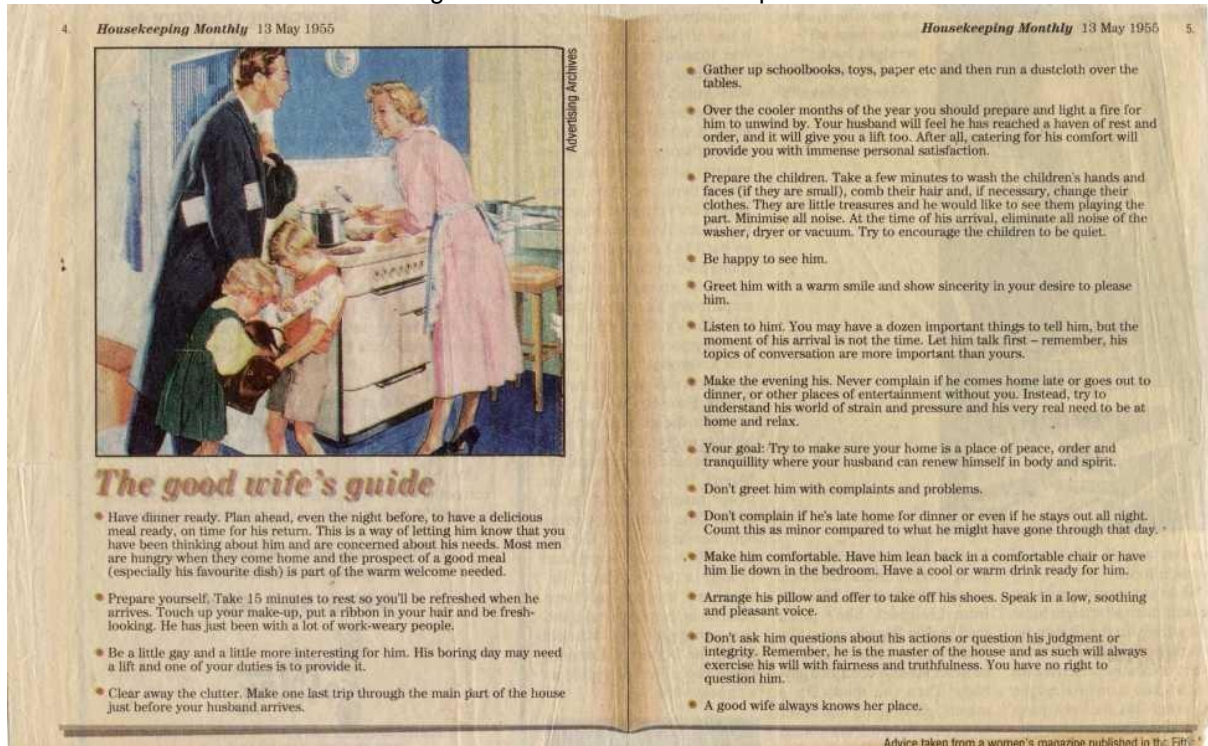 4. Housekeeping Monthly 13 May 1955
Advertising Archives
The good wife's guide
• Have dinner ready. Plan ahead, even the night before, to have a delicious
meal ready, on time for his return. This is a way of letting him know that you
have been thinking about him and are concerned about his needs. Most men
are hungry when they come home and the prospect of a good meal
(especially his favourite dish) is part of the warm welcome needed.
• Prepare yourself. Take 15 minutes to rest so you'll be refreshed when he
arrives. Touch up your make-up, put a ribbon in your hair and be fresh-
looking. He has just been with a lot of work-weary people.
• Be a little gay and a little more interesting for him. His boring day may need
a lift and one of your duties is to provide it.
• Clear away the clutter. Make one last trip through the main part of the house
just before your husband arrives.
Housekeeping Monthly 13 May 1955 5.
• Gather up schoolbooks, toys, paper etc and then run a dustcloth over the
tables.
• Over the cooler months of the year you should prepare and light a fire for
him to unwind by. Your husband will feel he has reached a haven of rest and
order, and it will give you a lift too. After all, catering for his comfort will
provide you with immense personal satisfaction.
• Prepare the children. Take a few minutes to wash the children's hands and
faces (if they are small), comb their hair and, if necessary, change their
clothes. They are little treasures and he would like to see them playing the
part. Minimise all noise. At the time of his arrival, eliminate all noise of the
washer, dryer or vacuum. Try to encourage the children to be quiet.
• Be happy to see him.
• Greet him with a warm smile and show sincerity in your desire to please
him.
• Listen to him. You may have a dozen important things to tell him, but the
moment of his arrival is not the time. Let him talk first – remember, his
topics of conversation are more important than yours.
• Make the evening his. Never complain if he comes home late or goes out to
dinner, or other places of entertainment without you. Instead, try to
understand his world of strain and pressure and his very real need to be at
home and relax.
• Your goal: Try to make sure your home is a place of peace, order and
tranquillity where your husband can renew himself in body and spirit.
• Don't greet him with complaints and problems.
• Don't complain if he's late home for dinner or even if he stays out all night.
Count this as minor compared to what he might have gone through that day.
• Make him comfortable. Have him lean back in a comfortable chair or have
him lie down in the bedroom. Have a cool or warm drink ready for him.
• Arrange his pillow and offer to take off his shoes. Speak in a low, soothing
and pleasant voice.
• Don't ask him questions about his actions or question his judgment or
integrity. Remember, he is the master of the house and as such will always
exercise his will with fairness and truthfulness. You have no right to
question him.
• A good wife always knows her place.
Advice taken from a women's magazine published in the